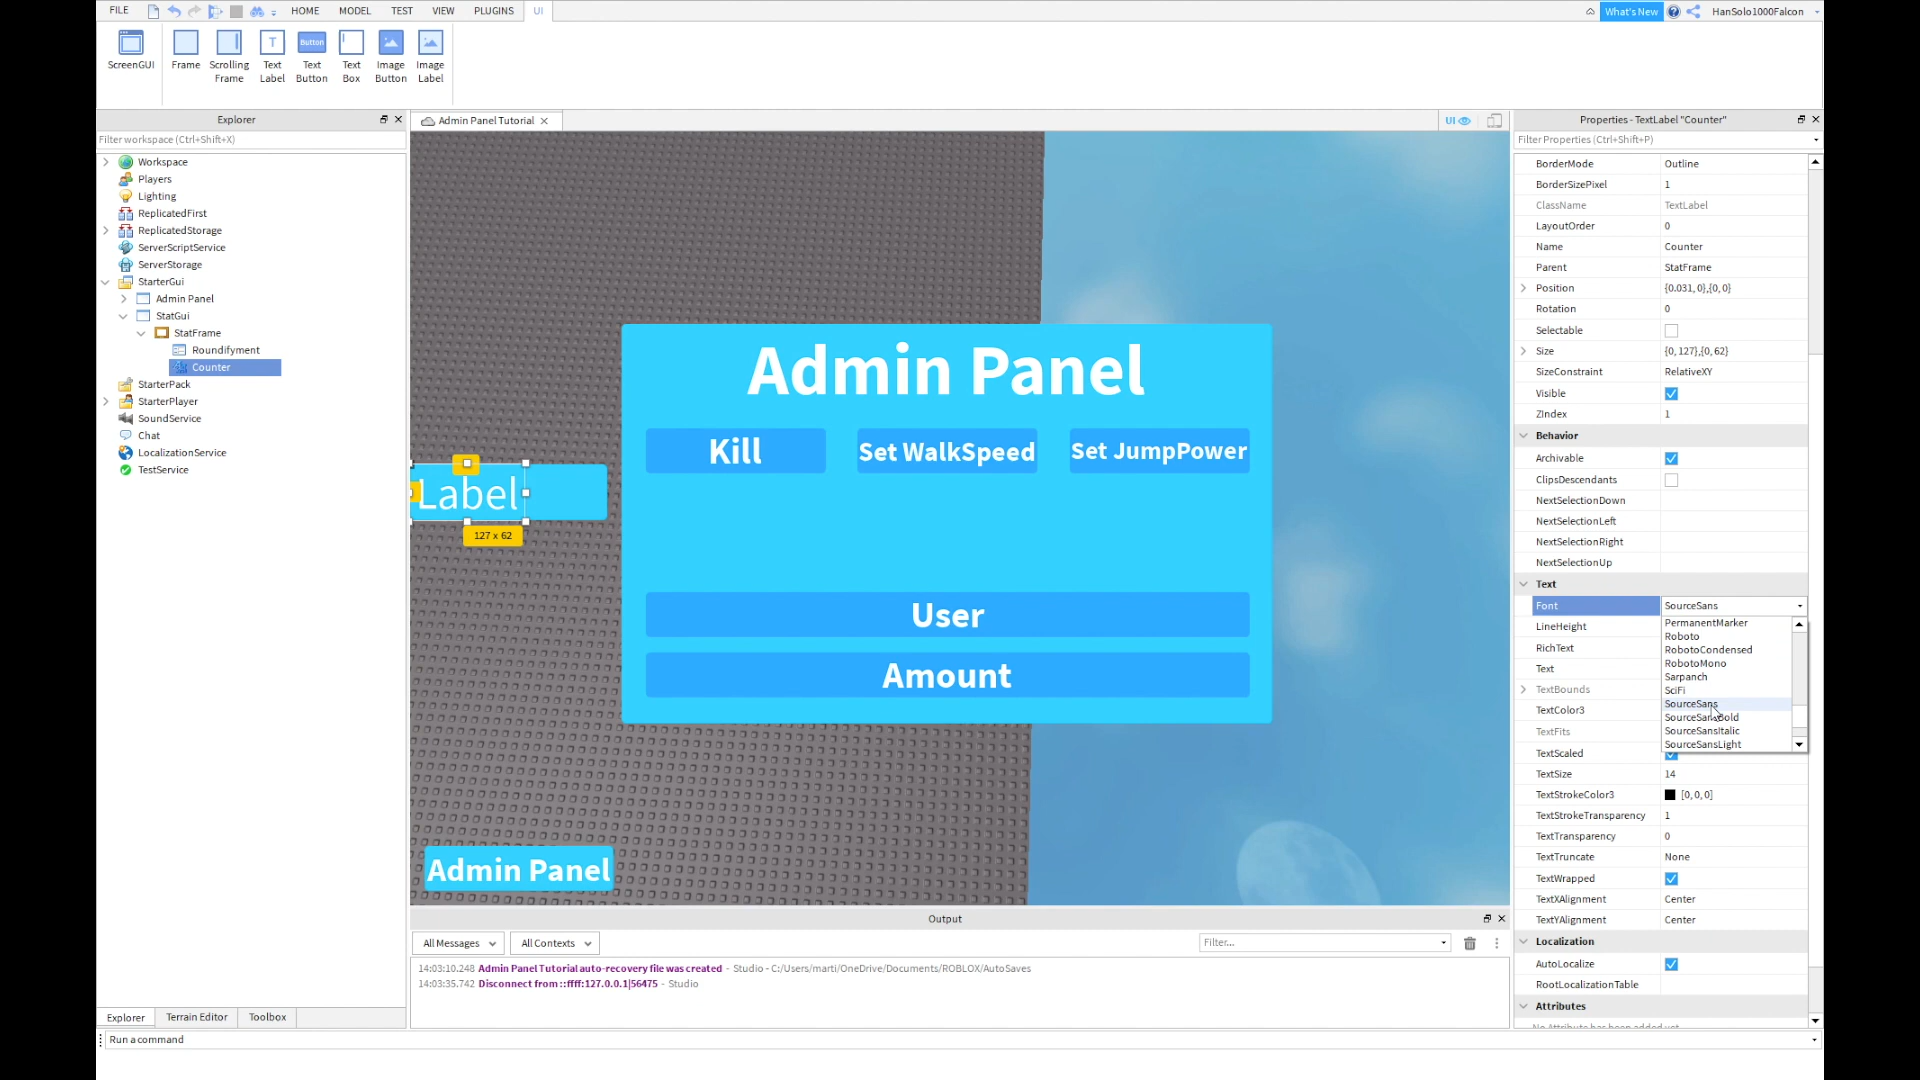 FILE
HOME
MODEL
TEST
VIEW
PLUGINS
UI
What's New
HanSolo1000Falcon
ScreenGUI
Frame
Scrolling Frame
Text Label
Button
Text Button
Text Box
Image Button
Image Label
Explorer
Filter workspace (Ctrl+Shift+X)
Workspace
Players
Lighting
ReplicatedFirst
ReplicatedStorage
ServerScriptService
ServerStorage
StarterGui
Admin Panel
StatGui
StatFrame
Roundifyment
Counter
StarterPack
StarterPlayer
SoundService
Chat
LocalizationService
TestService
Explorer
Terrain Editor
Toolbox
Run a command
Admin Panel Tutorial
UI
Admin Panel
Kill
Set WalkSpeed
Set JumpPower
User
Amount
Label
127 x 62
Admin Panel
Output
All Messages
All Contexts
Filter...
14:03:10.248 Admin Panel Tutorial auto-recovery file was created - Studio - C:/Users/marti/OneDrive/Documents/ROBLOX/AutoSaves
14:03:35.742 Disconnect from ::ffff:127.0.0.1|56475 - Studio
Properties - TextLabel "Counter"
Filter Properties (Ctrl+Shift+P)
BorderMode Outline
BorderSizePixel 1
ClassName TextLabel
LayoutOrder 0
Name Counter
Parent StatFrame
Position {0.031, 0},{0, 0}
Rotation 0
Selectable
Size {0, 127},{0, 62}
SizeConstraint RelativeXY
Visible
ZIndex 1
Behavior
Archivable
ClipsDescendants
NextSelectionDown
NextSelectionLeft
NextSelectionRight
NextSelectionUp
Text
Font SourceSans
LineHeight
RichText
Text
TextBounds
TextColor3
TextFits
TextScaled
PermanentMarker
Roboto
RobotoCondensed
RobotoMono
Sarpanch
SciFi
SourceSans
SourceSansBold
SourceSansItalic
SourceSansLight
TextSize 14
TextStrokeColor3 [0, 0, 0]
TextStrokeTransparency 1
TextTransparency 0
TextTruncate None
TextWrapped
TextXAlignment Center
TextYAlignment Center
Localization
AutoLocalize
RootLocalizationTable
Attributes
No Attribute has been added yet